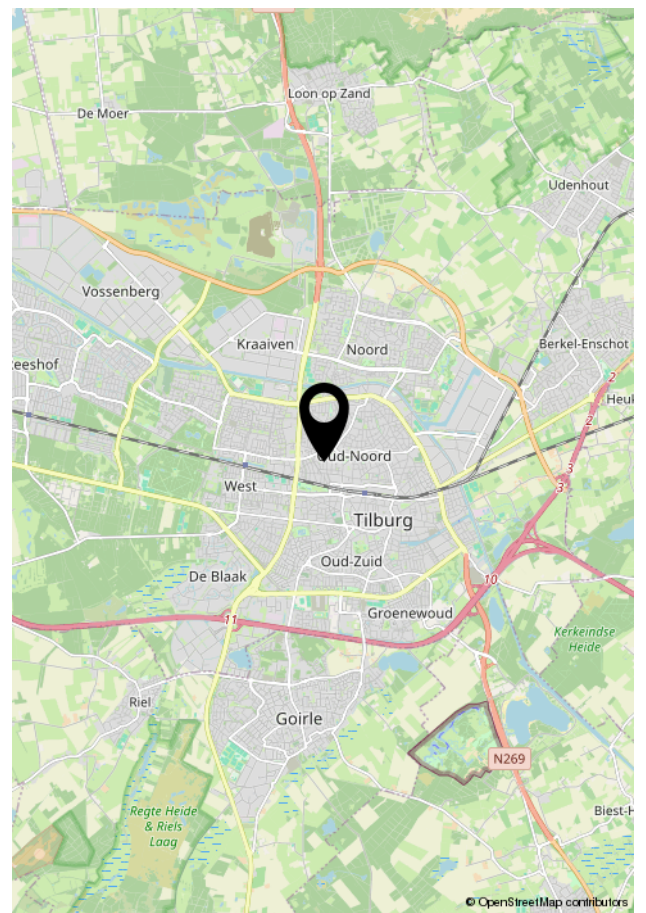 Loon op Zand
De Moer
Udenhout
Vossenberg
Kraaiven
Noord
Berkel-Enschot
eeshof
2
Heuk
2
Oud-Noord
3
West
3
Tilburg
Oud-Zuid
De Blaak
10
Groenewoud
11
Kerkeindse
Heide
Riel
Goirle
N269
Regte Heide
& Riels
Laag
Biest-H
© OpenStreetMap contributors